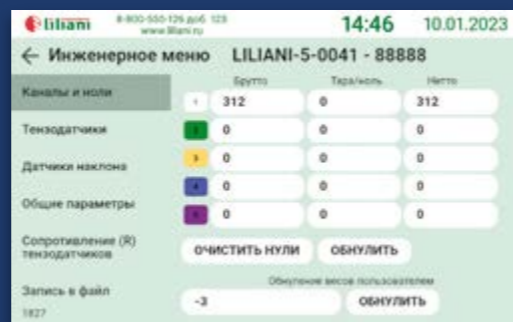 liliani
8-800-550-126 доб. 123
www.liliani.ru
14:46
10.01.2023
← Инженерное меню LILIANI-5-0041 - 88888
Каналы и ноли
Тензодатчики
Датчики наклона
Общие параметры
Сопротивление (R)
тензодатчиков
Запись в файл
1827
Брутто Тара/ноль Нетто
1 312 0 312
2 0 0 0
3 0 0 0
4 0 0 0
5 0 0 0
ОЧИСТИТЬ НУЛИ ОБНУЛИТЬ
Обнуление весов пользователем
-3 ОБНУЛИТЬ